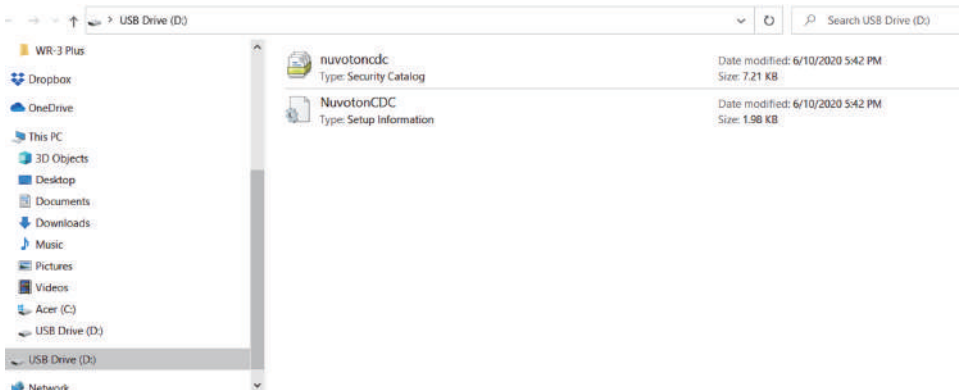 USB Drive (D:)
Search USB Drive (D:)
WR-3 Plus
Dropbox
OneDrive
This PC
3D Objects
Desktop
Documents
Downloads
Music
Pictures
Videos
Acer (C:)
USB Drive (D:)
USB Drive (D:)
Network
nuvotoncdc
Type: Security Catalog
Date modified: 6/10/2020 5:42 PM
Size: 7.21 KB
NuvotonCDC
Type: Setup Information
Date modified: 6/10/2020 5:42 PM
Size: 1.98 KB